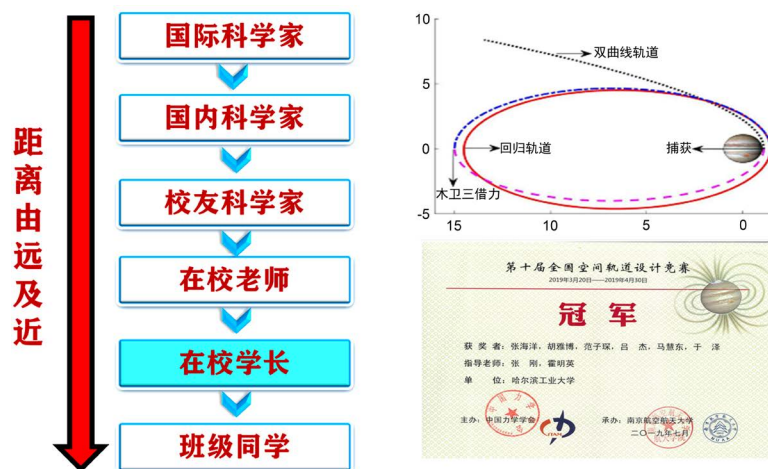 距离由远及近
国际科学家
国内科学家
校友科学家
在校老师
在校学长
班级同学
10
5
0
-5
15
10
5
0
双曲线轨道
回归轨道
捕获
木卫三借力
第十届全国空间轨道设计竞赛
2019年3月20日——2019年4月30日
冠军
获奖者：张海洋，胡雅博，范子琛，吕杰，马慧东，于泽
指导老师：张刚，霍明英
单位：哈尔滨工业大学
主办：中国力学学会
承办：南京航空航天大学
二〇一九年七月